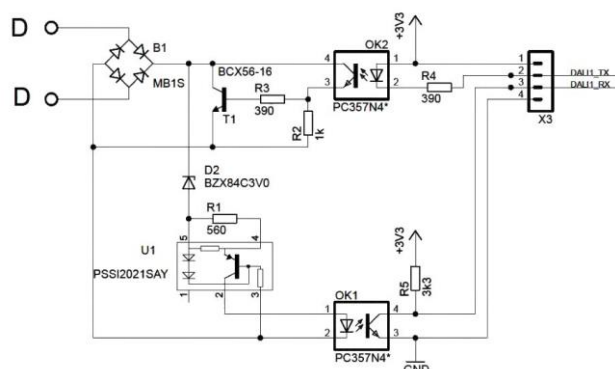 D
D
B1
MB1S
BCX56-16
T1
R3
390
R2
1k
4
3
OK2
1
2
PC357N4*
+3V3
R4
390
1
2
3
4
X3
DALI1_TX
DALI1_RX
D2
BZX84C3V0
R1
560
U1
PSSI2021SAY
5
4
1
2
3
OK1
1
2
4
3
PC357N4*
+3V3
R5
3k3
GND